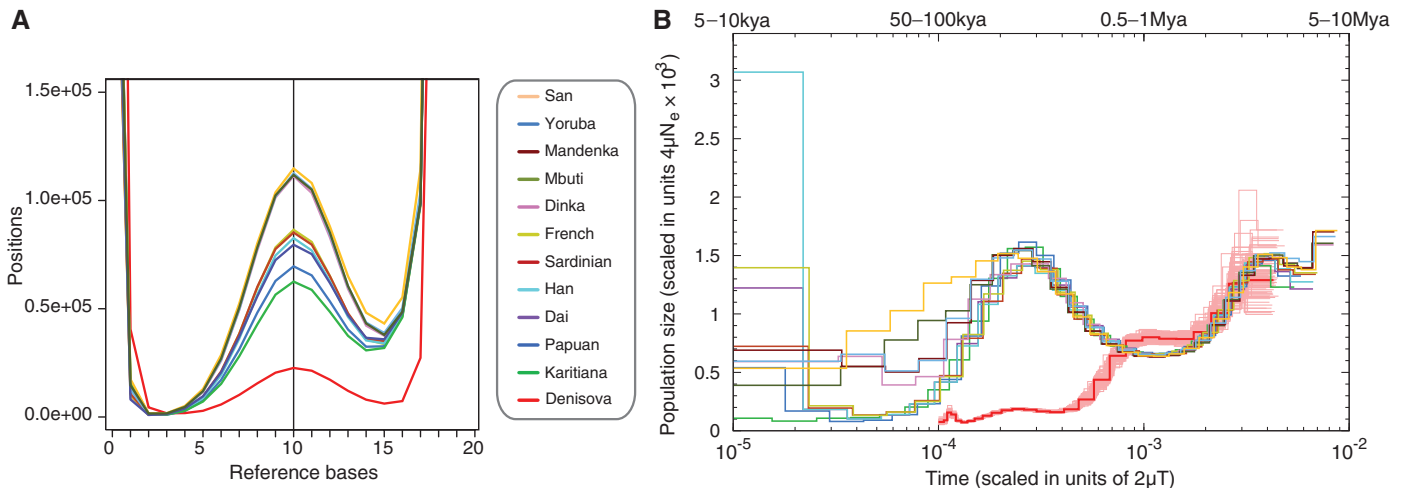 A
Positions
1.5e+05
1.0e+05
5.0e+04
0.0e+00
0 5 10 15 20
Reference bases
San
Yoruba
Mandenka
Mbuti
Dinka
French
Sardinian
Han
Dai
Papuan
Karitiana
Denisova
B
5–10kya 50–100kya 0.5–1Mya 5–10Mya
Population size (scaled in units 4μNe × 10³)
3
2.5
2
1.5
1
0.5
0
10⁻⁵ 10⁻⁴ 10⁻³ 10⁻²
Time (scaled in units of 2μT)